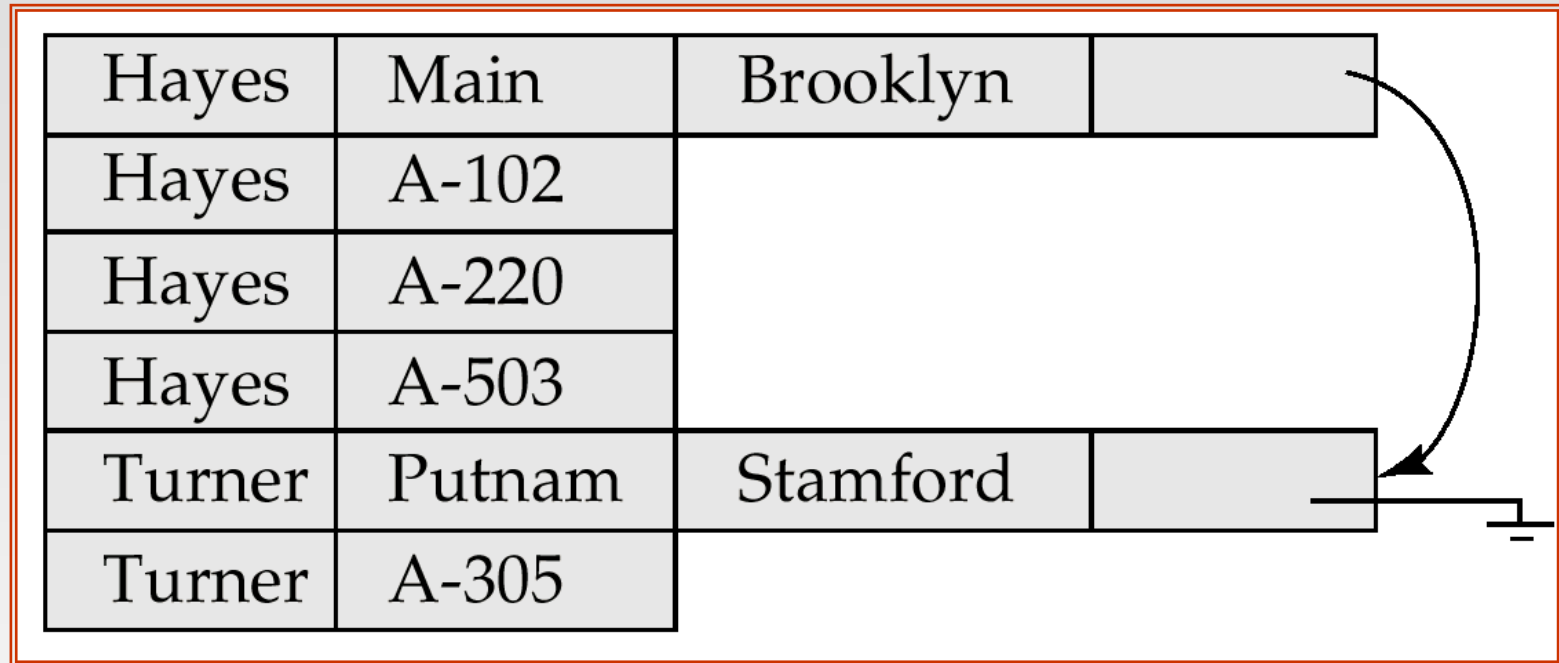 Hayes Main Brooklyn
Hayes A-102
Hayes A-220
Hayes A-503
Turner Putnam Stamford
Turner A-305